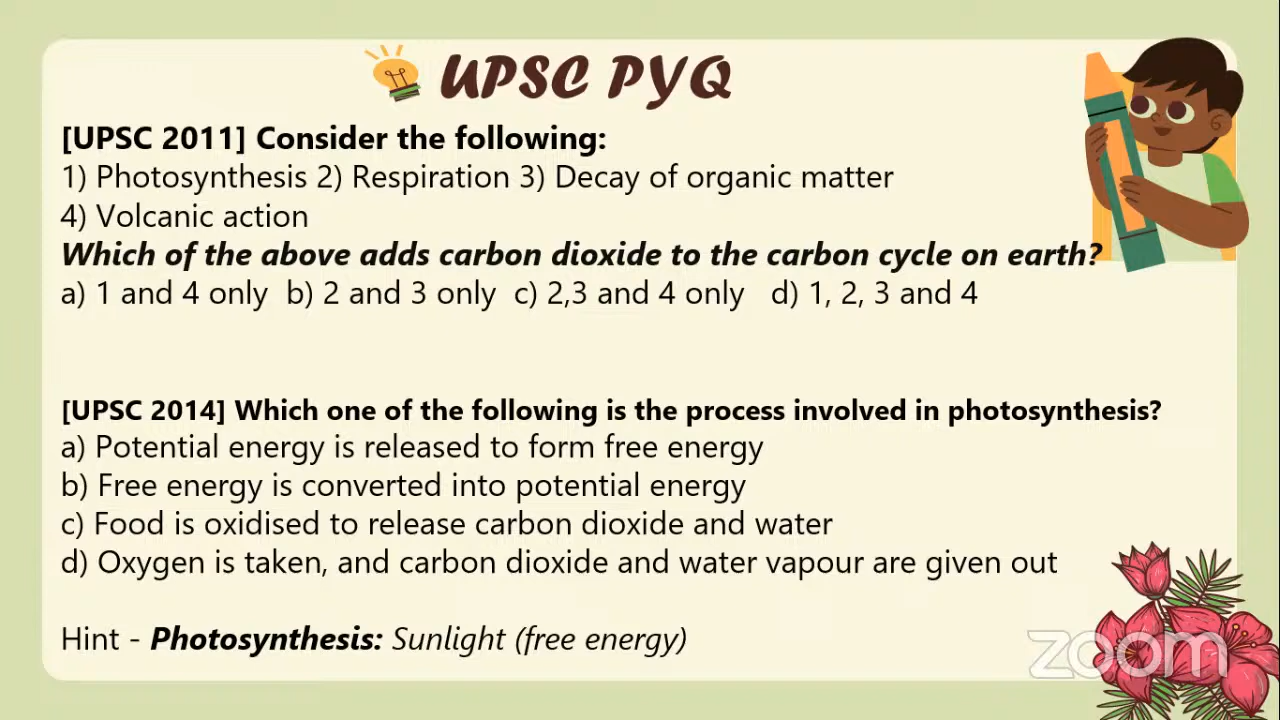 UPSC PYQ
[UPSC 2011] Consider the following:
1) Photosynthesis 2) Respiration 3) Decay of organic matter
4) Volcanic action
Which of the above adds carbon dioxide to the carbon cycle on earth?
a) 1 and 4 only b) 2 and 3 only c) 2,3 and 4 only d) 1, 2, 3 and 4
[UPSC 2014] Which one of the following is the process involved in photosynthesis?
a) Potential energy is released to form free energy
b) Free energy is converted into potential energy
c) Food is oxidised to release carbon dioxide and water
d) Oxygen is taken, and carbon dioxide and water vapour are given out
Hint - Photosynthesis: Sunlight (free energy)
zoom